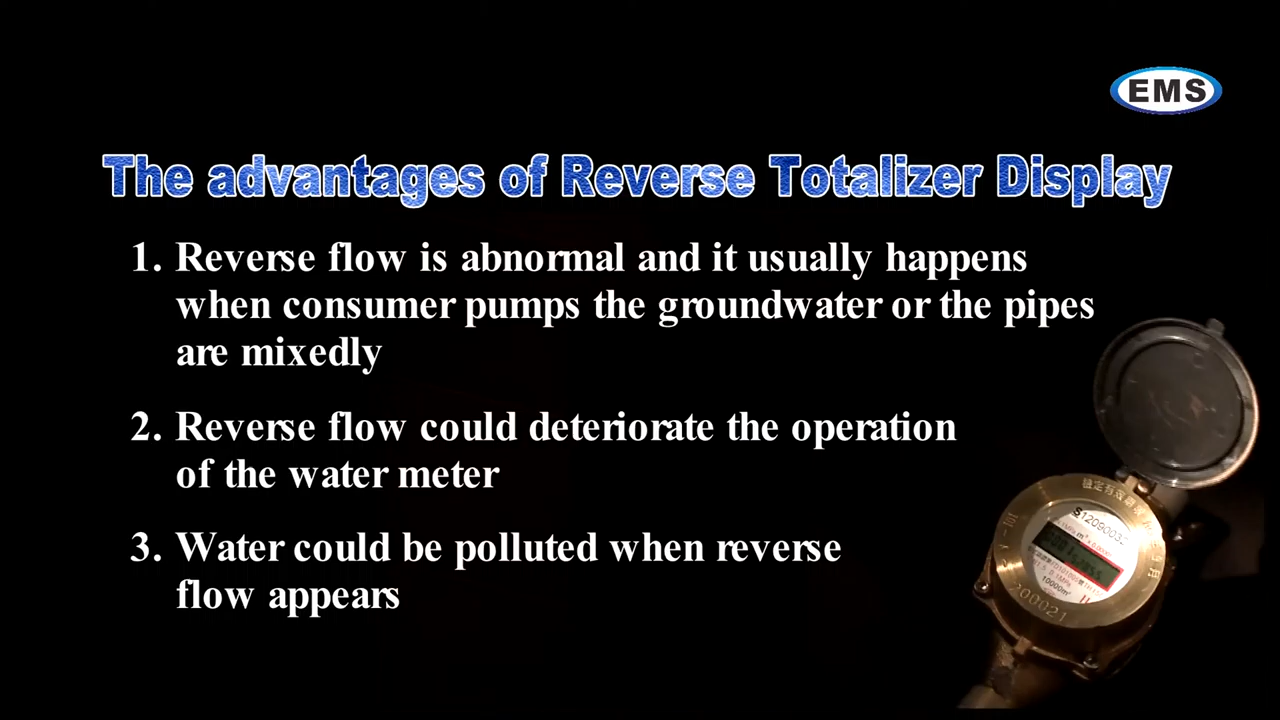 EMS
The advantages of Reverse Totalizer Display
1. Reverse flow is abnormal and it usually happens
when consumer pumps the groundwater or the pipes
are mixedly
2. Reverse flow could deteriorate the operation
of the water meter
3. Water could be polluted when reverse
flow appears
10000m³
200021